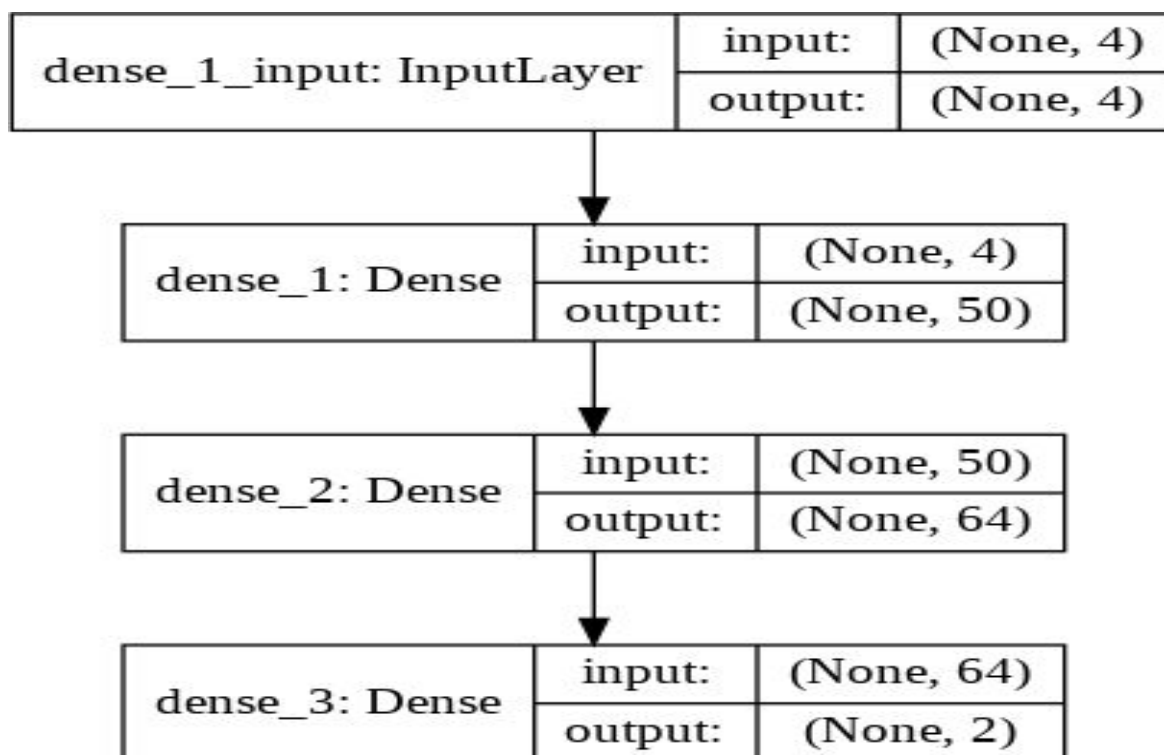 dense_1_input: InputLayer
input: (None, 4)
output: (None, 4)
dense_1: Dense
input: (None, 4)
output: (None, 50)
dense_2: Dense
input: (None, 50)
output: (None, 64)
dense_3: Dense
input: (None, 64)
output: (None, 2)